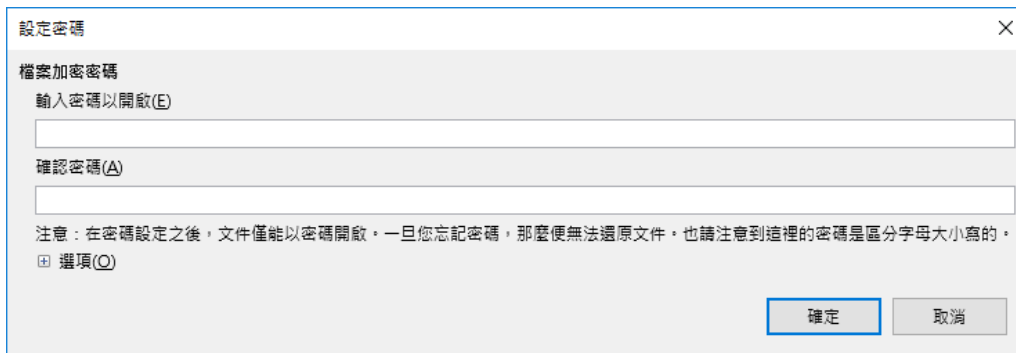 設定密碼
檔案加密密碼
輸入密碼以開啟(E)
確認密碼(A)
注意：在密碼設定之後，文件僅能以密碼開啟。一旦您忘記密碼，那麼便無法還原文件。也請注意到這裡的密碼是區分字母大小寫的。
選項(O)
確定 取消